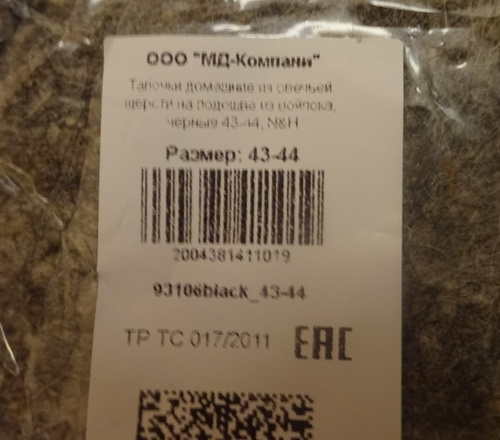 ООО "МД-Компани"
Тапочки домашние из овечьей
шерсти на подошве из войлока,
черные 43-44, N&H
Размер: 43-44
2004381411019
93106black_43-44
ТР ТС 017/2011 EAC